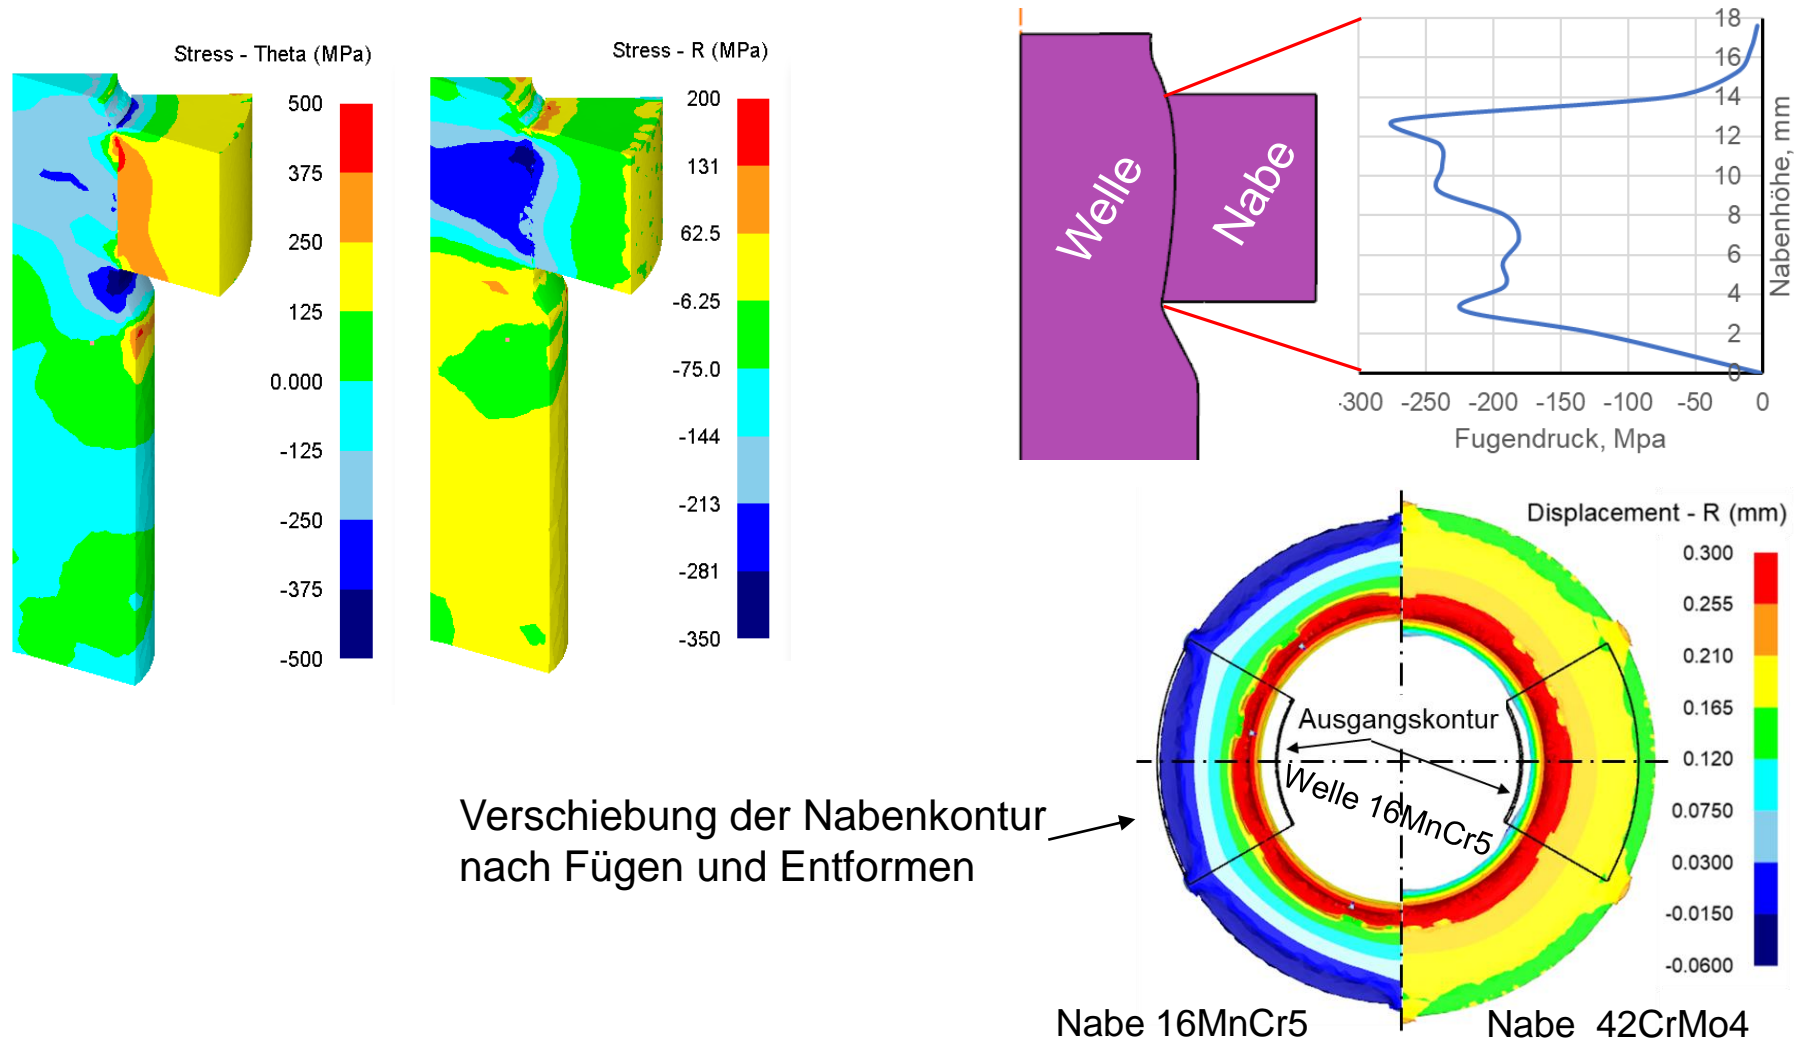 Stress - Theta (MPa)
500
375
250
125
0.000
-125
-250
-375
-500
Stress - R (MPa)
200
131
62.5
-6.25
-75.0
-144
-213
-281
-350
Welle
Nabe
18
16
14
12
10
8
6
4
2
0
Nabenhöhe, mm
-300 -250 -200 -150 -100 -50 0
Fugendruck, Mpa
Displacement - R (mm)
0.300
0.255
0.210
0.165
0.120
0.0750
0.0300
-0.0150
-0.0600
Ausgangskontur
Welle 16MnCr5
Verschiebung der Nabenkontur
nach Fügen und Entformen
Nabe 16MnCr5
Nabe 42CrMo4